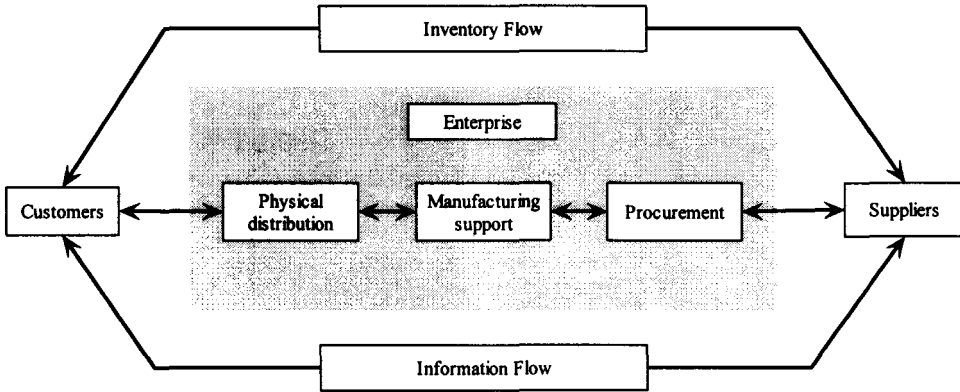 Inventory Flow
Enterprise
Customers
Physical
distribution
Manufacturing
support
Procurement
Suppliers
Information Flow